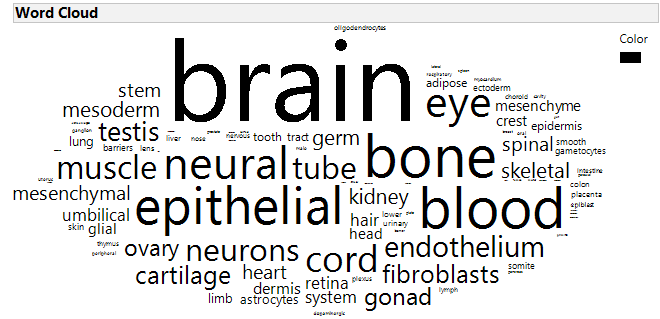 Word Cloud
oligodendrocytes
Color
brain
respiratory
adipose
myocardium
ectoderm
stem
eye
choroid cavity
mesoderm
mesenchyme
crest
epidermis
ganglion
testis
liver
nose
nervous
tooth
tract
germ
oral
lung
barriers
lens
male
bone
spinal
smooth
gametocytes
muscle
neural
tube
skeletal
intestine
uterus
colon
mesenchymal
epithelial
kidney
blood
placenta
epiblast
umbilical
hair
lower
urinary
skin
glial
head
thymus
ovary
neurons
cord
endothelium
peripheral
somite
cartilage
heart
retina
plexus
fibroblasts
dermis
lymph
limb
astrocytes
system
gonad